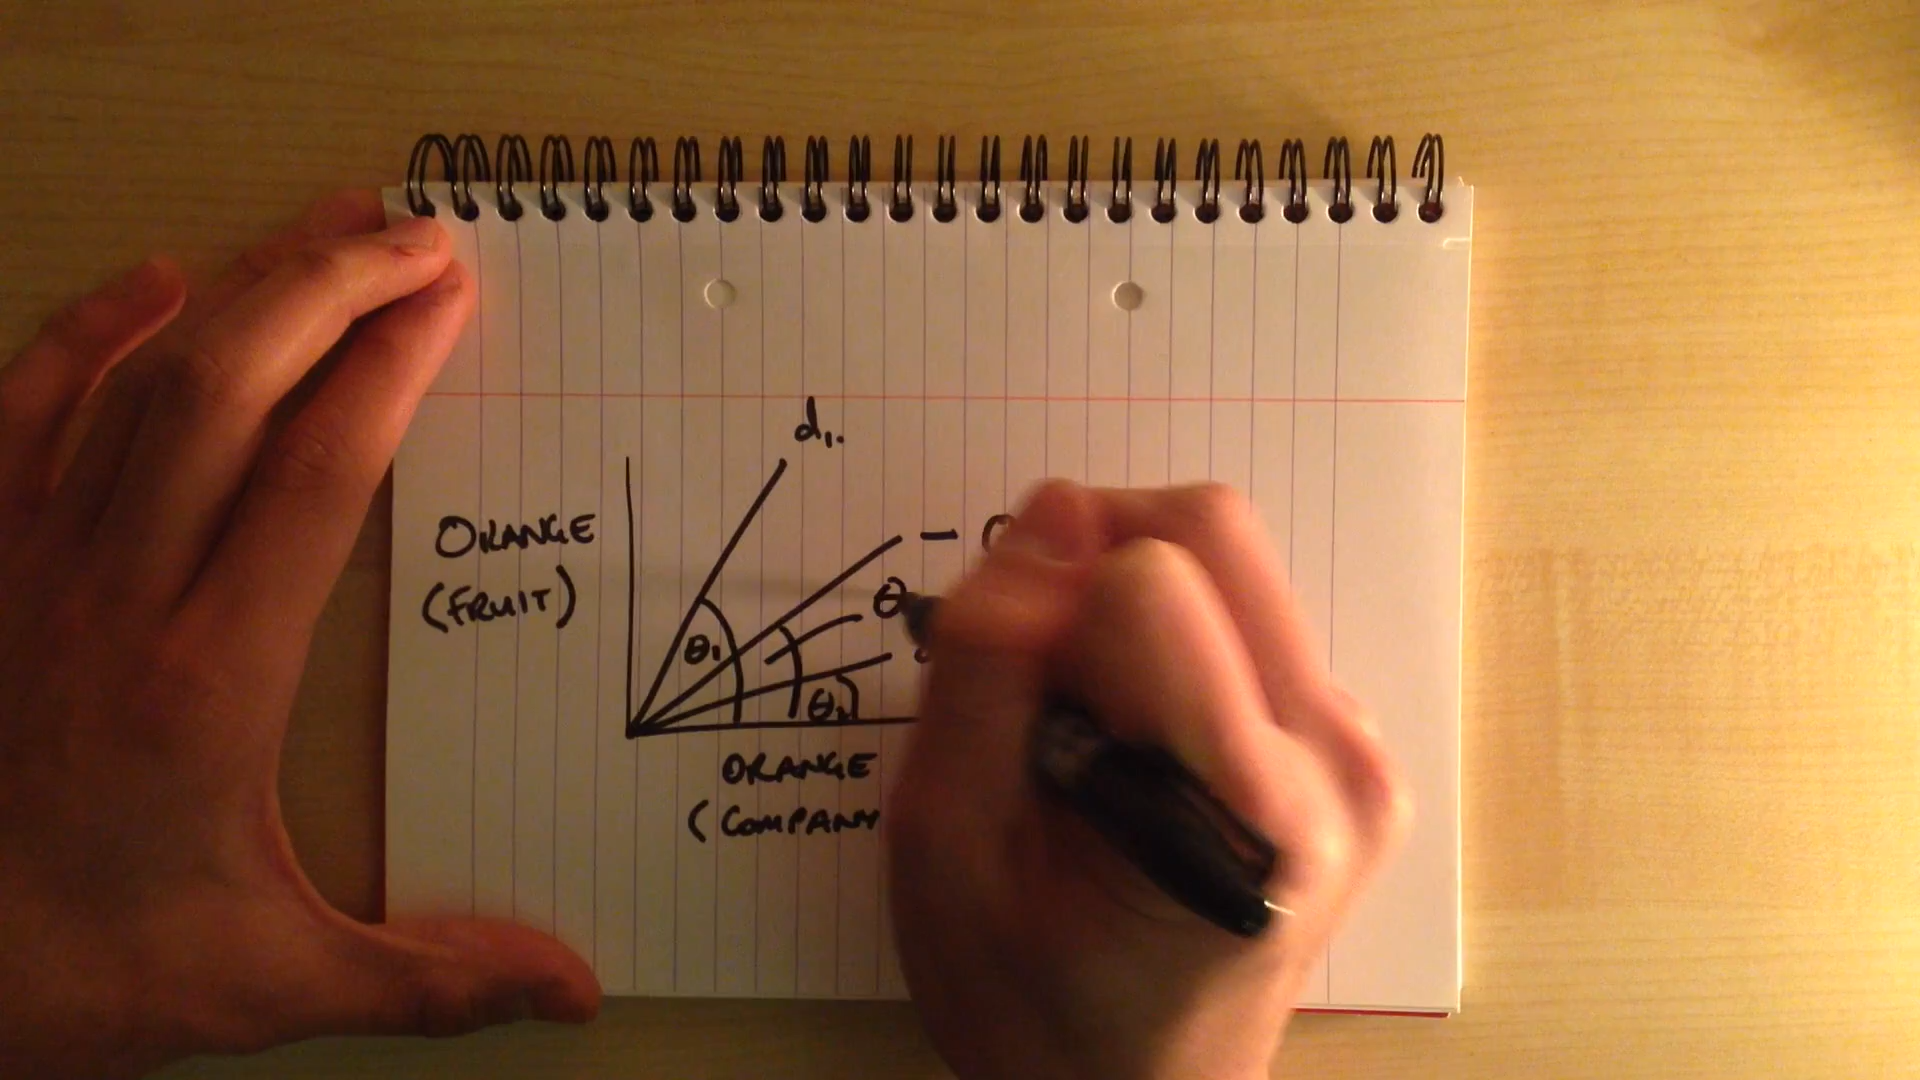 d1.
ORANGE
(FRUIT)
θ
θ1
θ2
ORANGE
(COMPANY